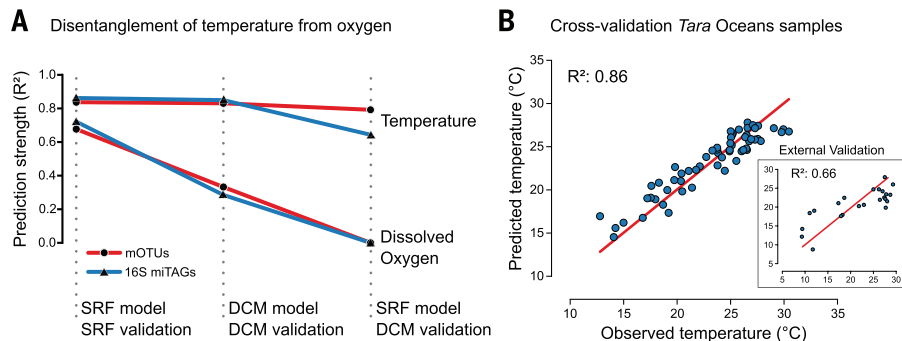 A
Disentanglement of temperature from oxygen
Prediction strength (R²)
1.0
0.8
0.6
0.4
0.2
0.0
Temperature
Dissolved
Oxygen
mOTUs
16S miTAGs
SRF model
SRF validation
DCM model
DCM validation
SRF model
DCM validation
B
Cross-validation Tara Oceans samples
Predicted temperature (°C)
35
30
25
20
15
10
R²: 0.86
10
15
20
25
30
35
Observed temperature (°C)
External Validation
R²: 0.66
30
25
20
15
10
5
5
10
15
20
25
30